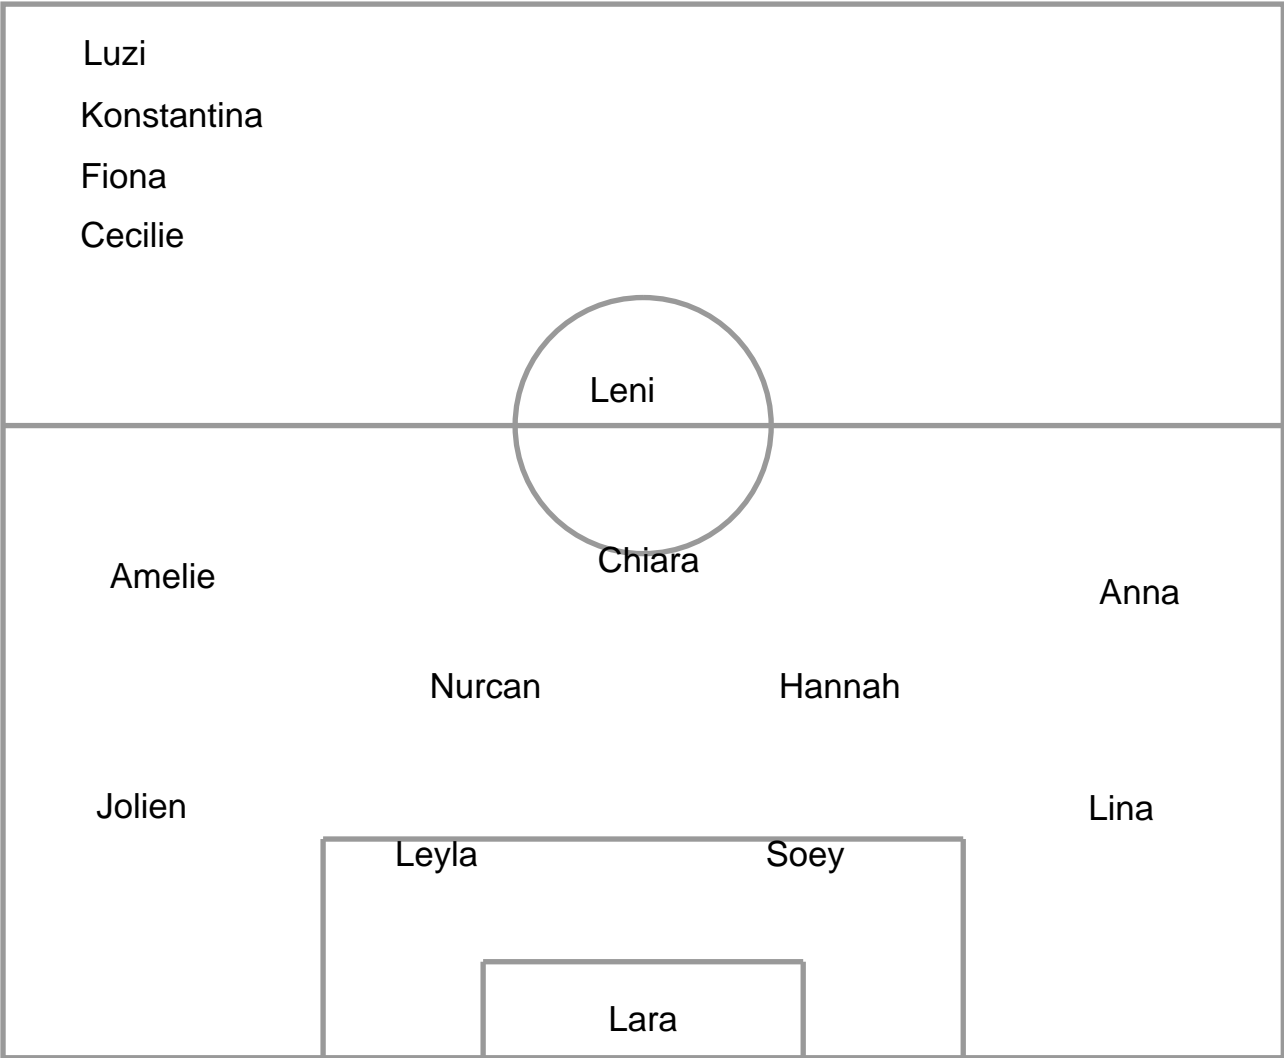 Luzi
Konstantina
Fiona
Cecilie
Leni
Chiara
Amelie
Anna
Nurcan
Hannah
Jolien
Lina
Leyla
Soey
Lara